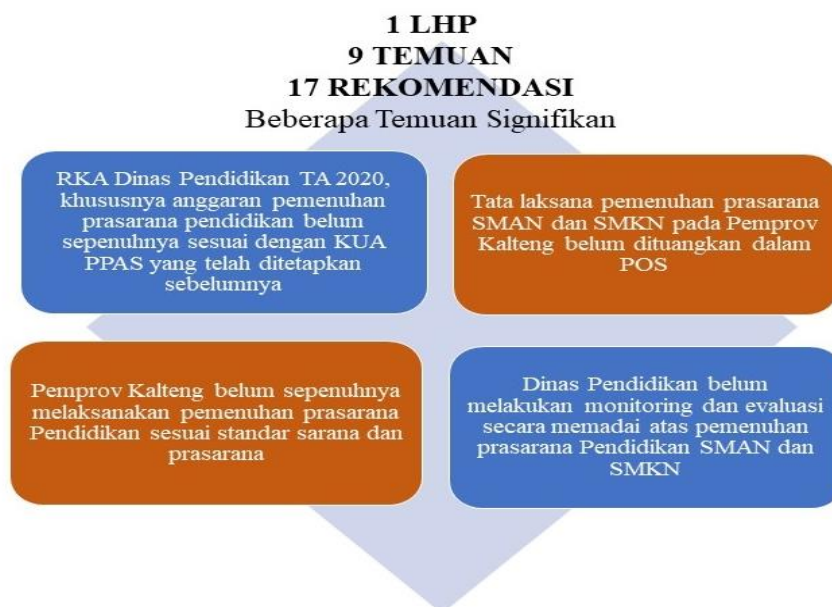 1 LHP
9 TEMUAN
17 REKOMENDASI
Beberapa Temuan Signifikan
RKA Dinas Pendidikan TA 2020,
khususnya anggaran pemenuhan
prasarana pendidikan belum
sepenuhnya sesuai dengan KUA
PPAS yang telah ditetapkan
sebelumnya
Tata laksana pemenuhan prasarana
SMAN dan SMKN pada Pemprov
Kalteng belum dituangkan dalam
POS
Pemprov Kalteng belum sepenuhnya
melaksanakan pemenuhan prasarana
Pendidikan sesuai standar sarana dan
prasarana
Dinas Pendidikan belum
melakukan monitoring dan evaluasi
secara memadai atas pemenuhan
prasarana Pendidikan SMAN dan
SMKN